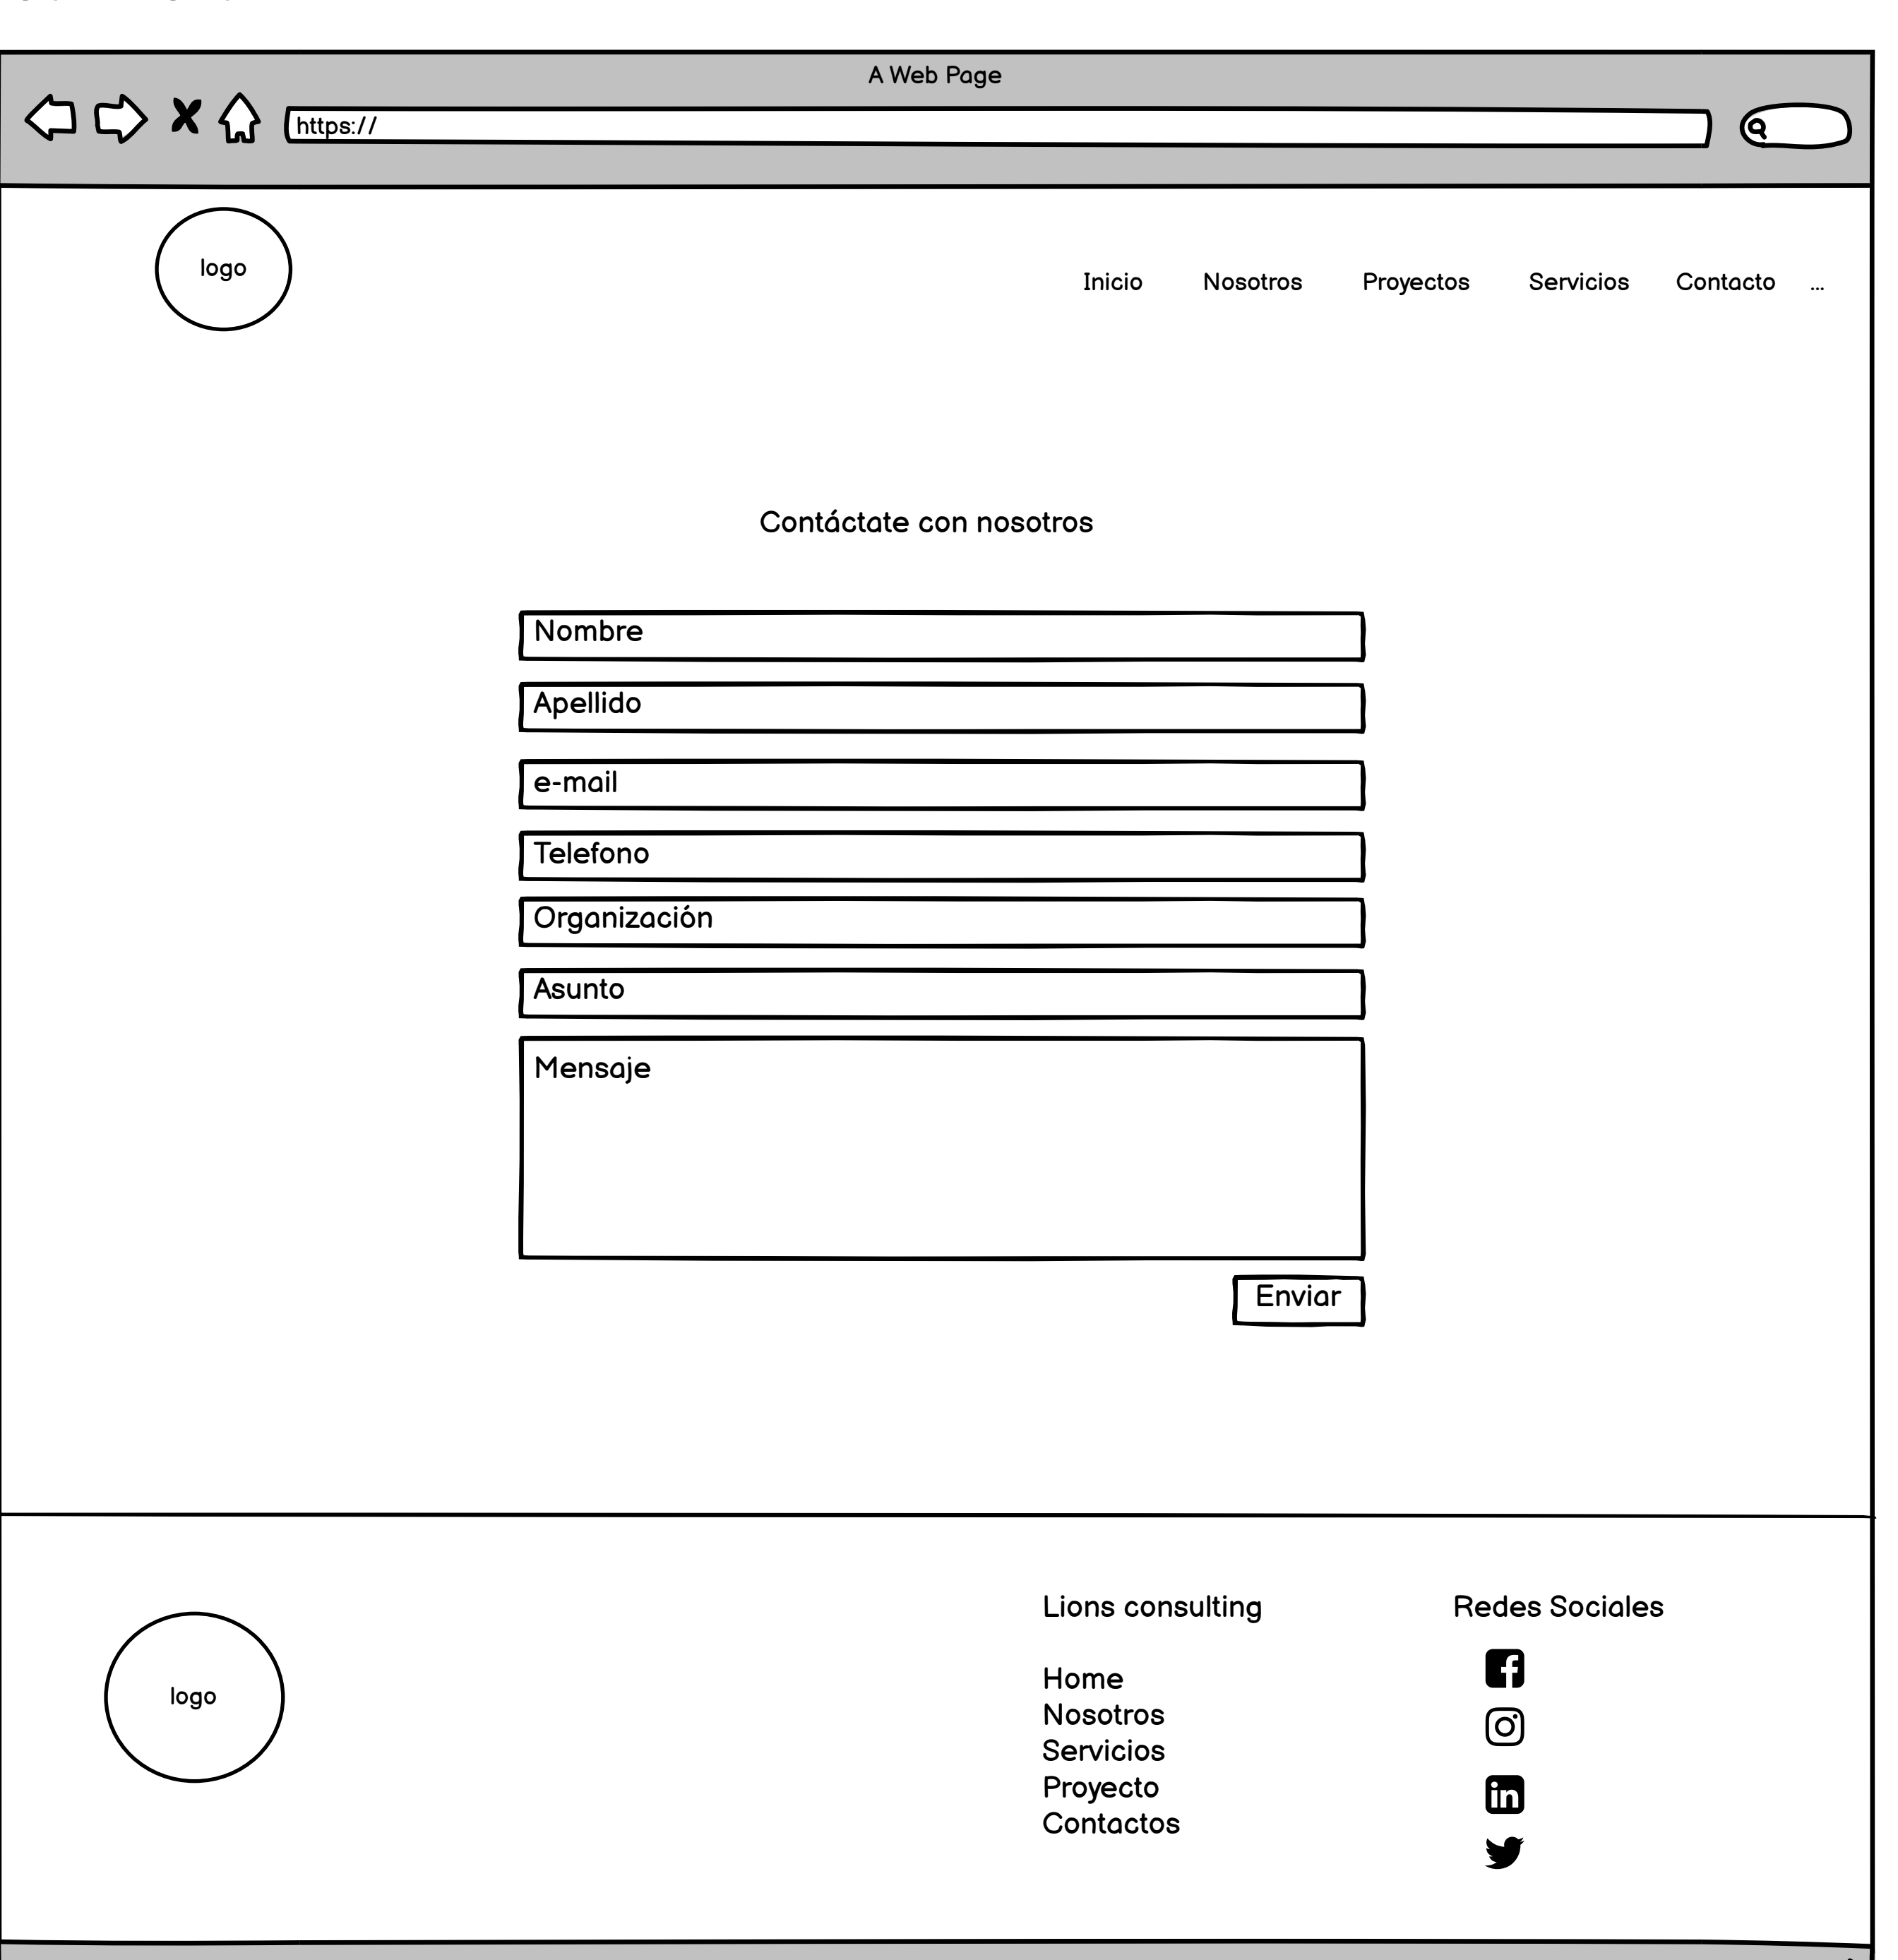 A Web Page
https://
logo
Inicio Nosotros Proyectos Servicios Contacto ...
Contáctate con nosotros
Nombre
Apellido
e-mail
Telefono
Organización
Asunto
Mensaje
Enviar
logo
Lions consulting
Home
Nosotros
Servicios
Proyecto
Contactos
Redes Sociales